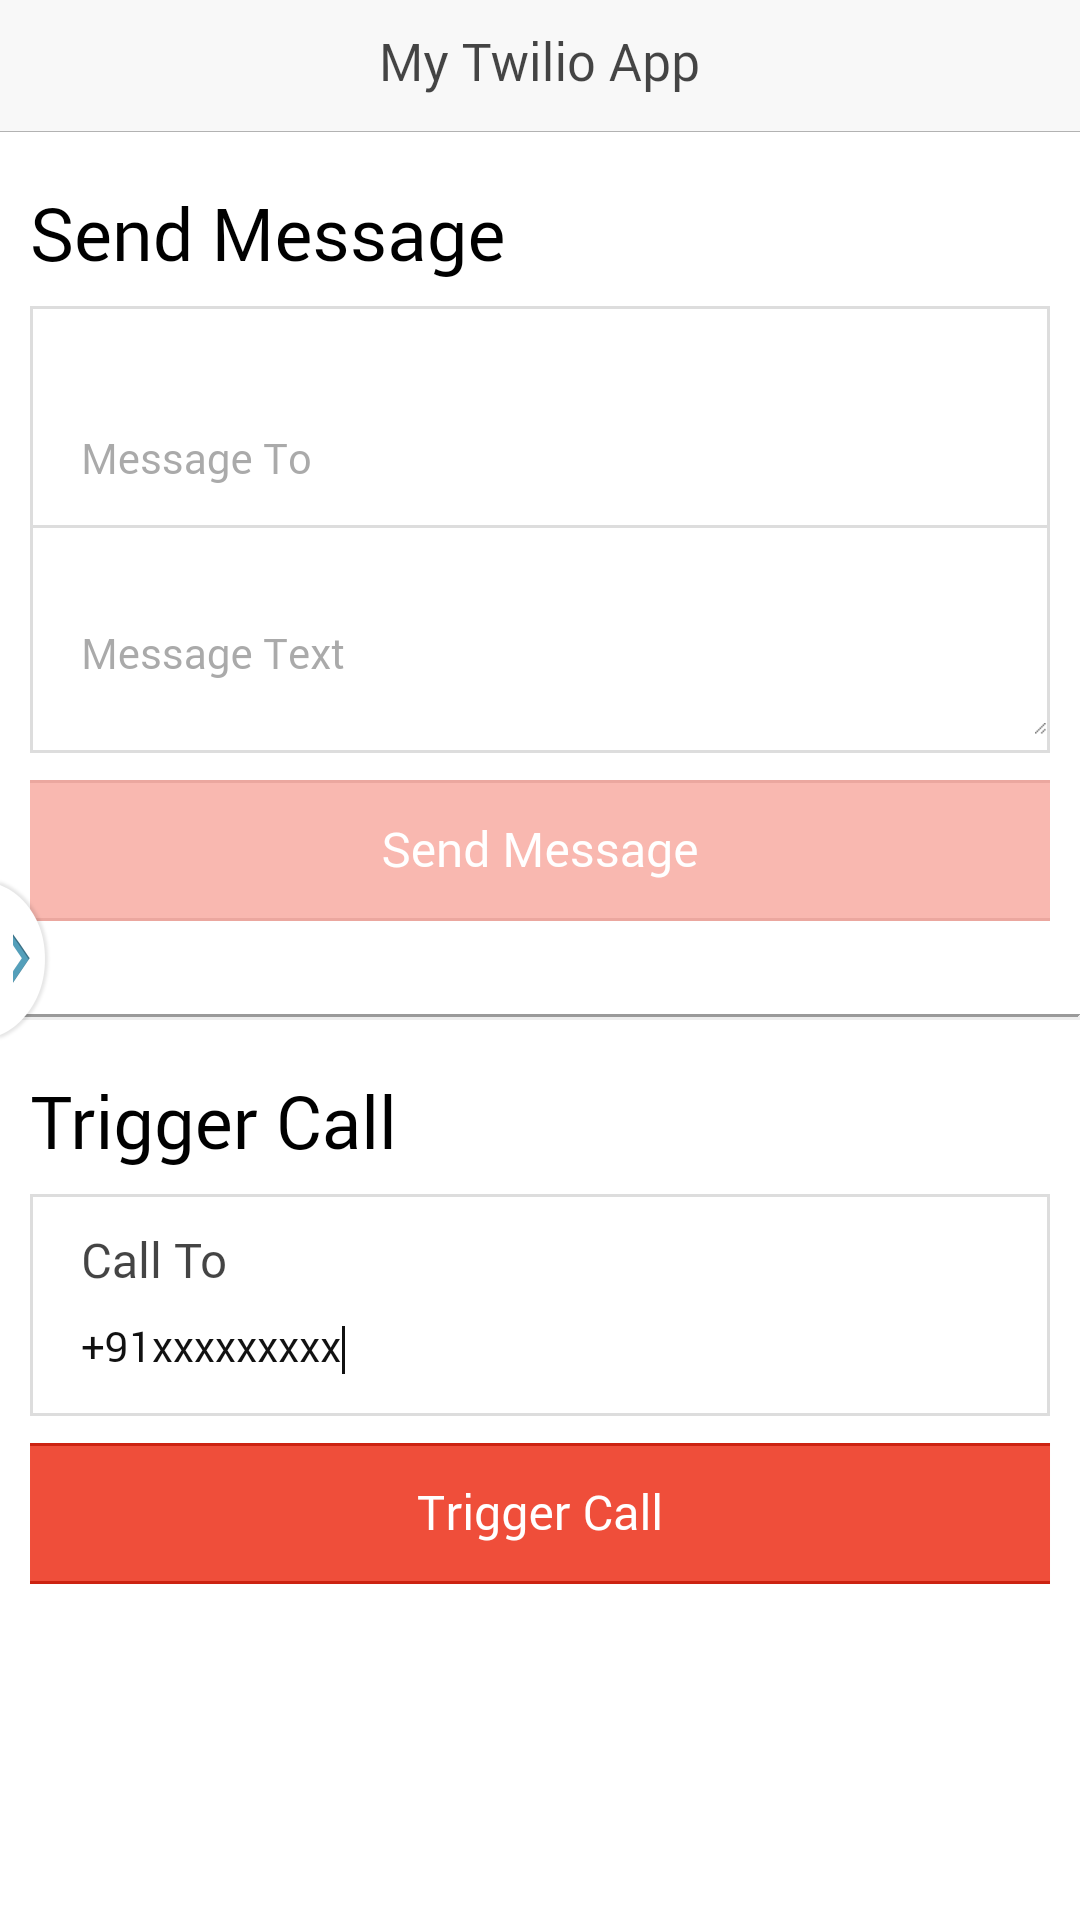 My Twilio App
Send Message
Message To
Message Text
Send Message
Trigger Call
Call To
+91xxxxxxxxx
Trigger Call